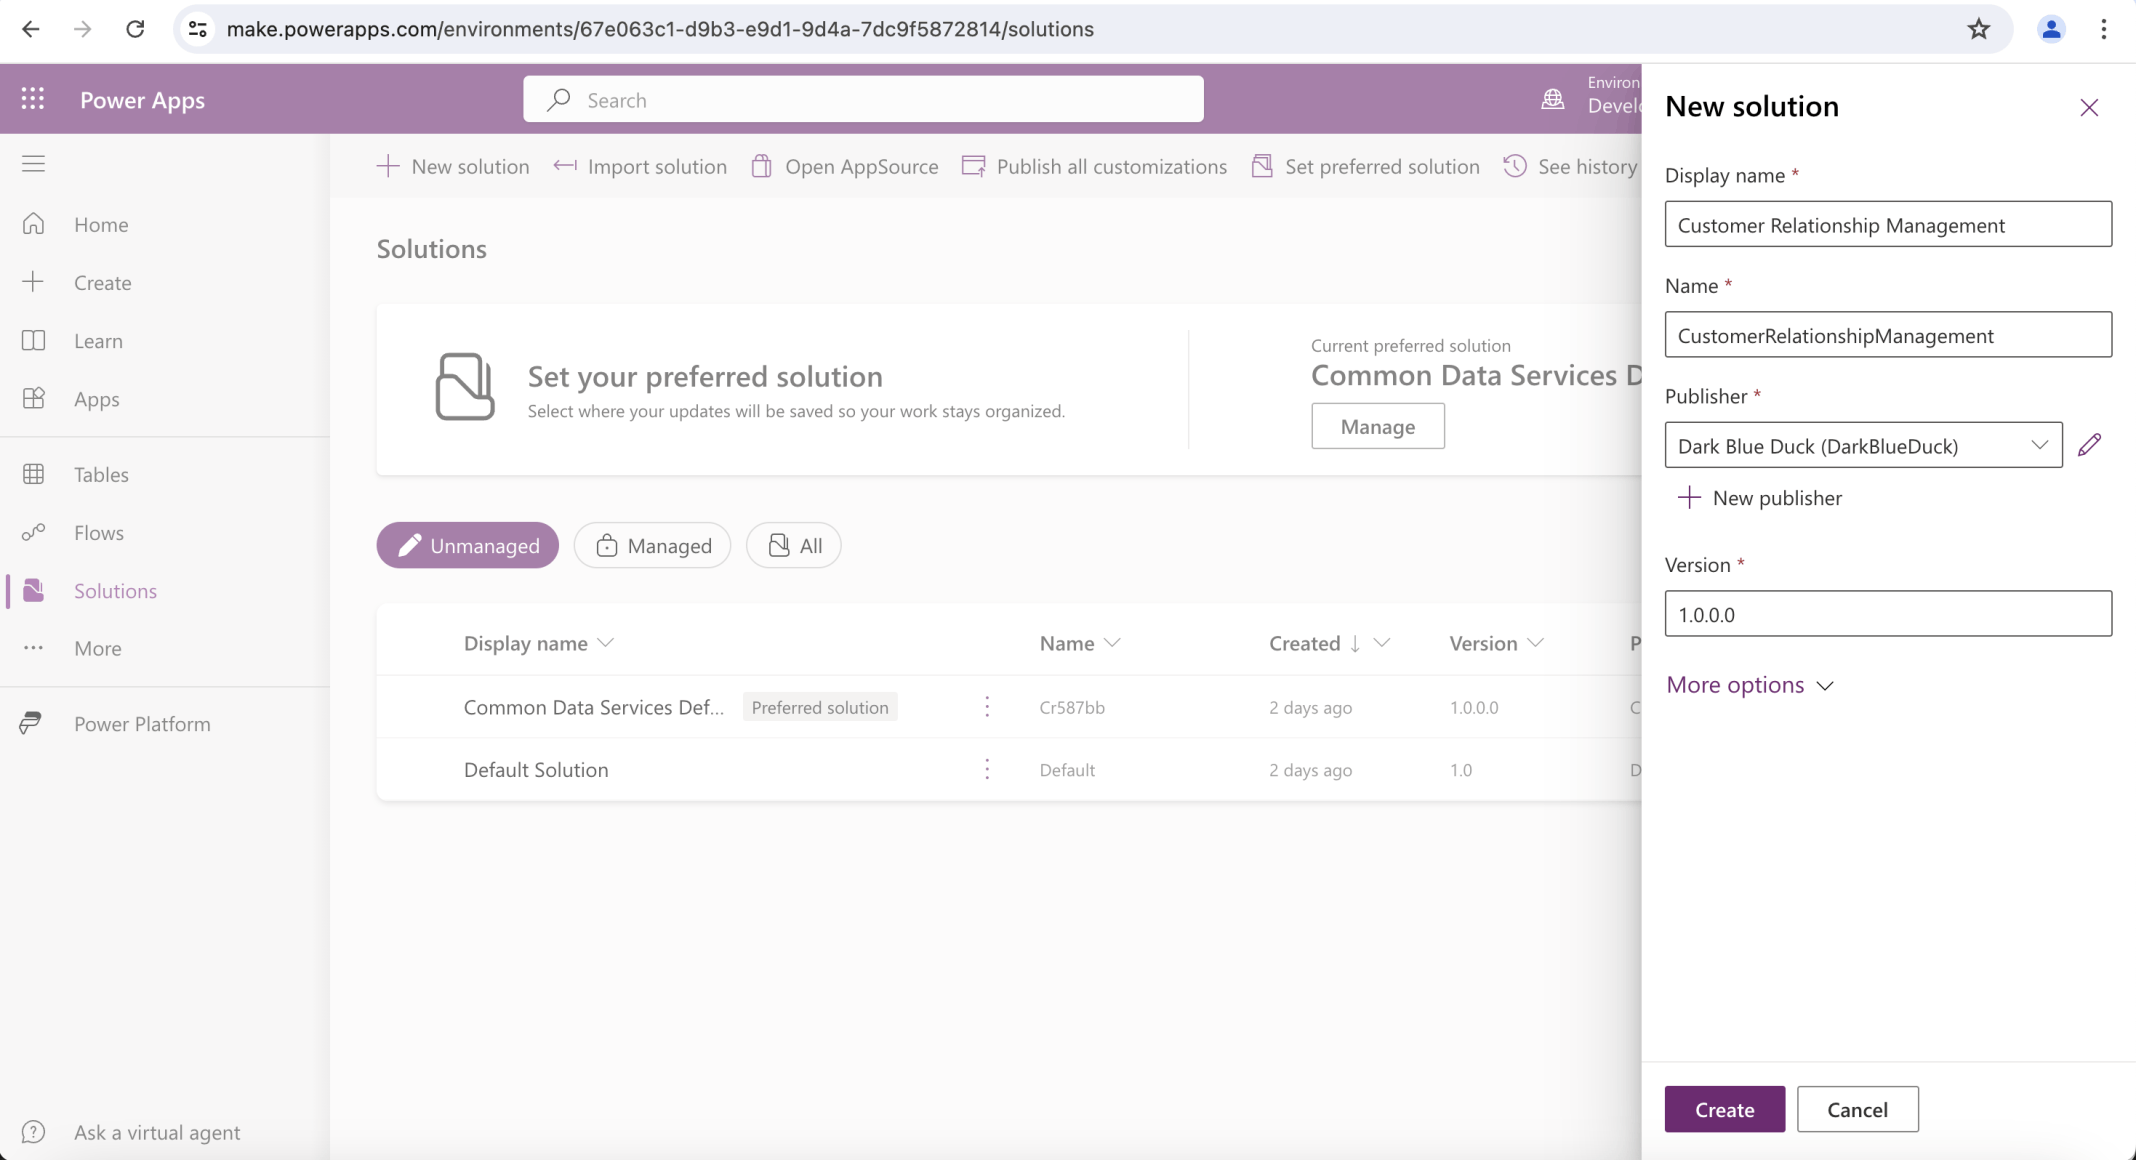 make.powerapps.com/environments/67e063c1-d9b3-e9d1-9d4a-7dc9f5872814/solutions
Power Apps
Search
Environ
Develo
New solution
Import solution
Open AppSource
Publish all customizations
Set preferred solution
See history
Home
Create
Learn
Apps
Tables
Flows
Solutions
More
Power Platform
Ask a virtual agent
Solutions
Set your preferred solution
Select where your updates will be saved so your work stays organized.
Current preferred solution
Common Data Services D
Manage
Unmanaged
Managed
All
Display name
Name
Created
Version
P
Common Data Services Def...
Preferred solution
Cr587bb
2 days ago
1.0.0.0
C
Default Solution
Default
2 days ago
1.0
D
New solution
Display name *
Customer Relationship Management
Name *
CustomerRelationshipManagement
Publisher *
Dark Blue Duck (DarkBlueDuck)
New publisher
Version *
1.0.0.0
More options
Create
Cancel